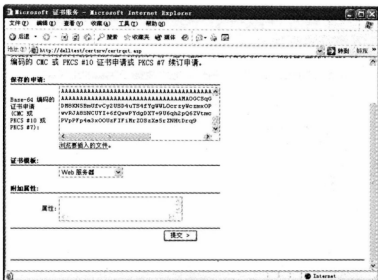 Microsoft 证书服务 - Microsoft Internet Explorer
文件(F) 编辑(E) 查看(V) 收藏(A) 工具(T) 帮助(H)
后退 搜索 收藏夹 媒体
地址(D) http://dalltest/certsrv/certrqxt.asp 转到 链接
编码的 CMC 或 PKCS #10 证书申请或 PKCS #7 续订申请。
保存的申请:
Base-64 编码的
证书申请
(CMC 或
PKCS #10 或
PKCS #7):
浏览要插入的文件。
证书模板:
Web 服务器
附加属性:
属性:
提交 >
Internet